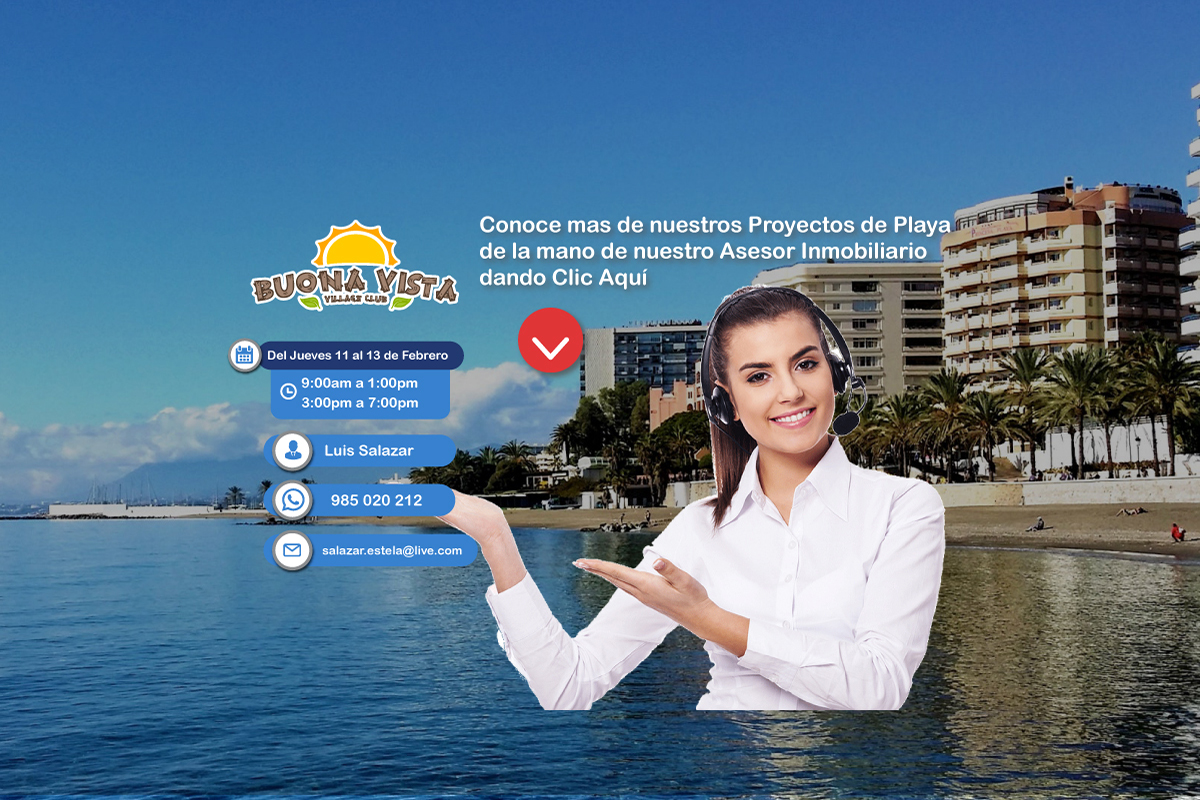 Conoce mas de nuestros Proyectos de Playa
de la mano de nuestro Asesor Inmobiliario
dando Clic Aquí
BUONA VISTA
VILLAGE CLUB
Del Jueves 11 al 13 de Febrero
9:00am a 1:00pm
3:00pm a 7:00pm
Luis Salazar
985 020 212
salazar.estela@live.com